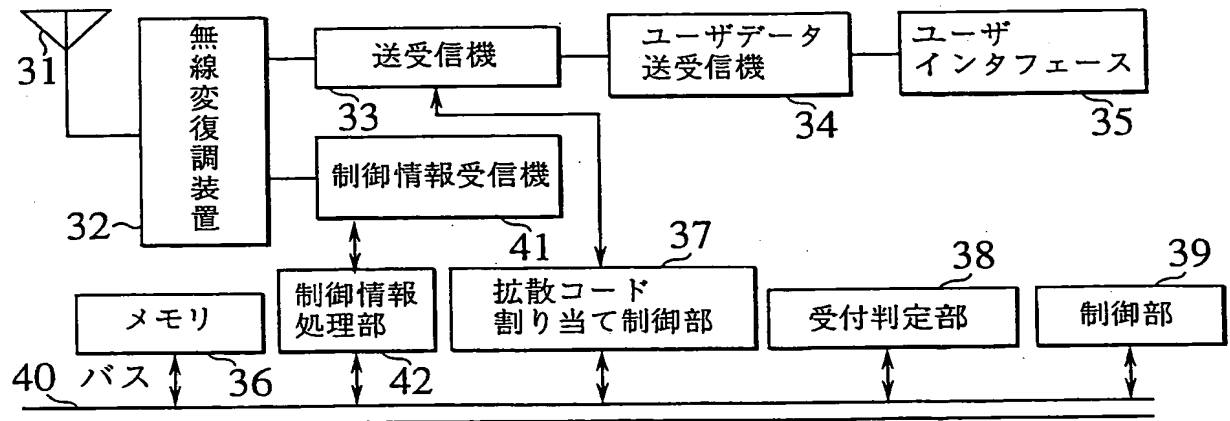 31
無線変復調装置
32
送受信機
33
ユーザデータ
送受信機
34
ユーザ
インタフェース
35
制御情報受信機
41
メモリ
36
制御情報
処理部
42
拡散コード
割り当て制御部
37
受付判定部
38
制御部
39
40 バス